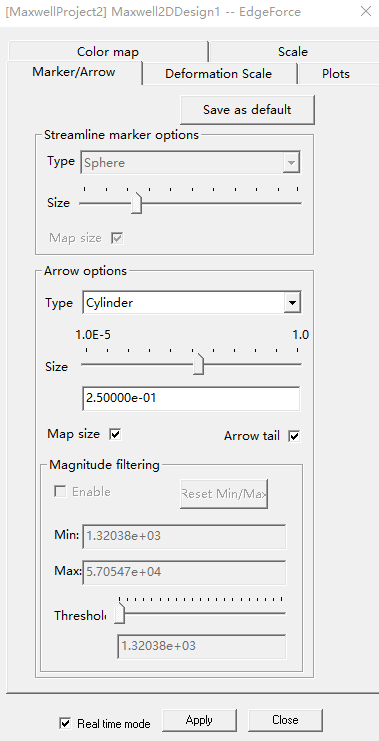 [MaxwellProject2] Maxwell2DDesign1 -- EdgeForce
Color map
Scale
Marker/Arrow
Deformation Scale
Plots
Save as default
Streamline marker options
Type
Sphere
Size
Map size
Arrow options
Type
Cylinder
1.0E-5
1.0
Size
2.50000e-01
Map size
Arrow tail
Magnitude filtering
Enable
Reset Min/Max
Min:
1.32038e+03
Max:
5.70547e+04
Threshold
1.32038e+03
Real time mode
Apply
Close